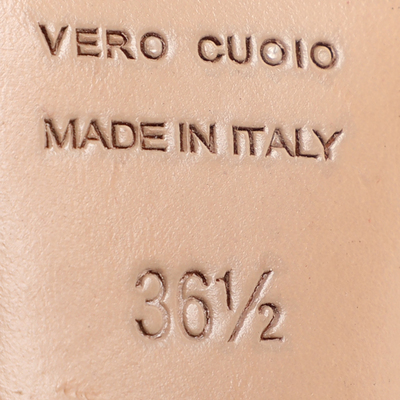 VERO CUOIO
MADE IN ITALY
36½